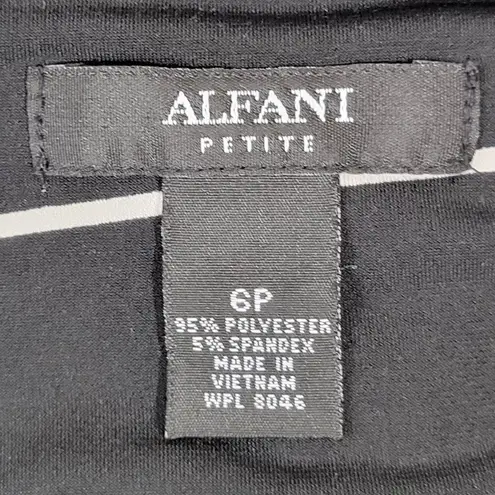 ALFANI
PETITE
6P
95% POLYESTER
5% SPANDEX
MADE IN
VIETNAM
WPL 8046